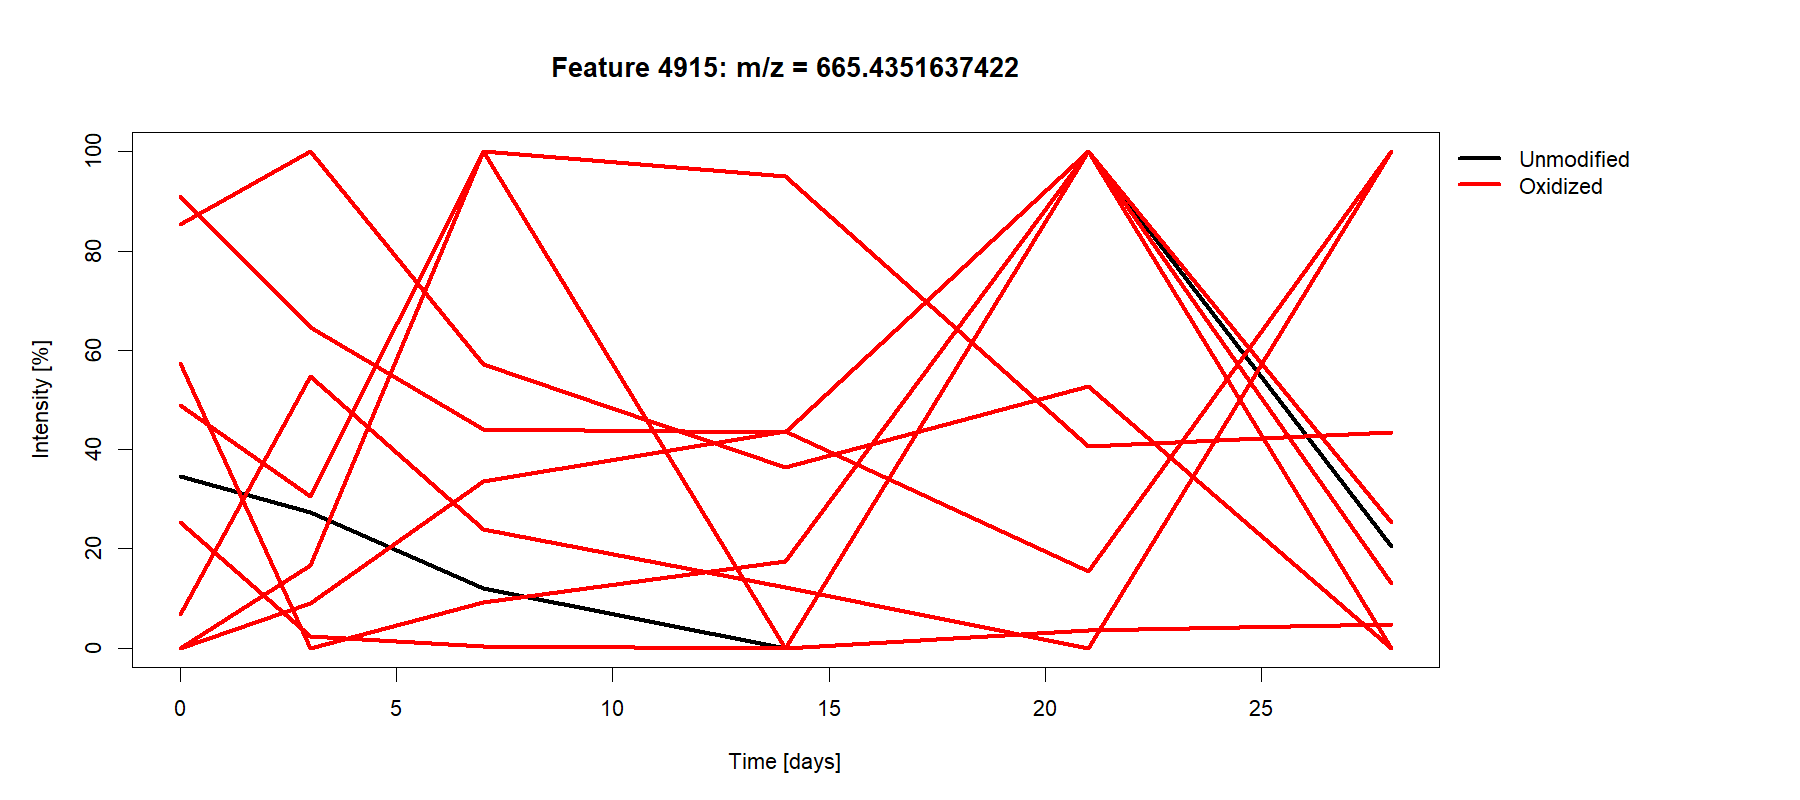 Feature 4915: m/z = 665.4351637422
Unmodified
Oxidized
Intensity [%]
100
80
60
40
20
0
0 5 10 15 20 25
Time [days]